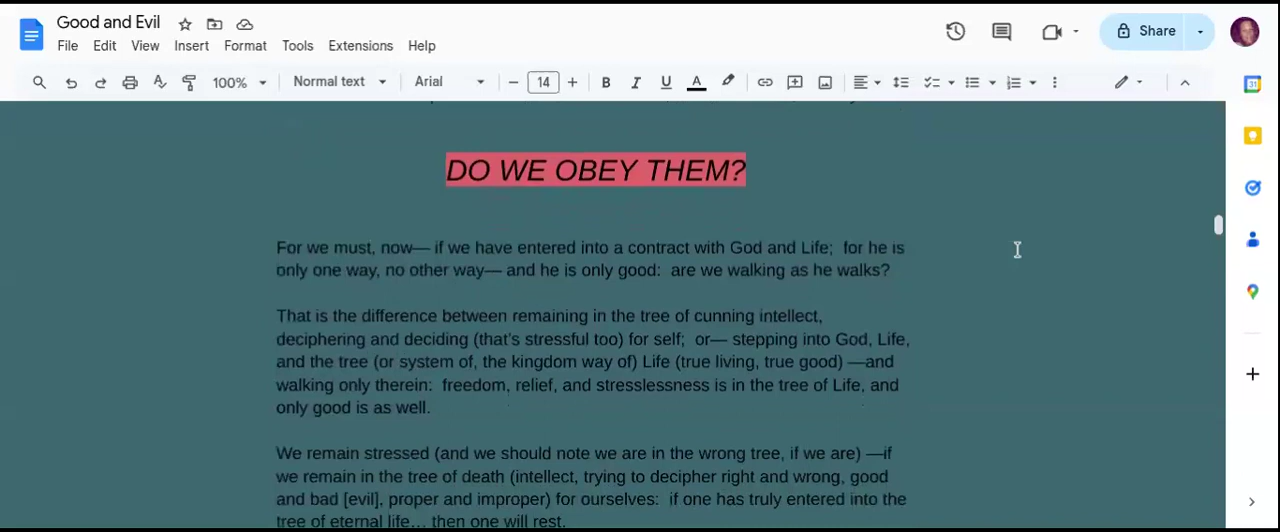 Good and Evil
File Edit View Insert Format Tools Extensions Help
Share
100% Normal text Arial 14 B I U A
31
DO WE OBEY THEM?
For we must, now— if we have entered into a contract with God and Life; for he is
only one way, no other way— and he is only good: are we walking as he walks?
That is the difference between remaining in the tree of cunning intellect,
deciphering and deciding (that's stressful too) for self; or— stepping into God, Life,
and the tree (or system of, the kingdom way of) Life (true living, true good) —and
walking only therein: freedom, relief, and stresslessness is in the tree of Life, and
only good is as well.
We remain stressed (and we should note we are in the wrong tree, if we are) —if
we remain in the tree of death (intellect, trying to decipher right and wrong, good
and bad [evil], proper and improper) for ourselves: if one has truly entered into the
tree of eternal life… then one will rest.